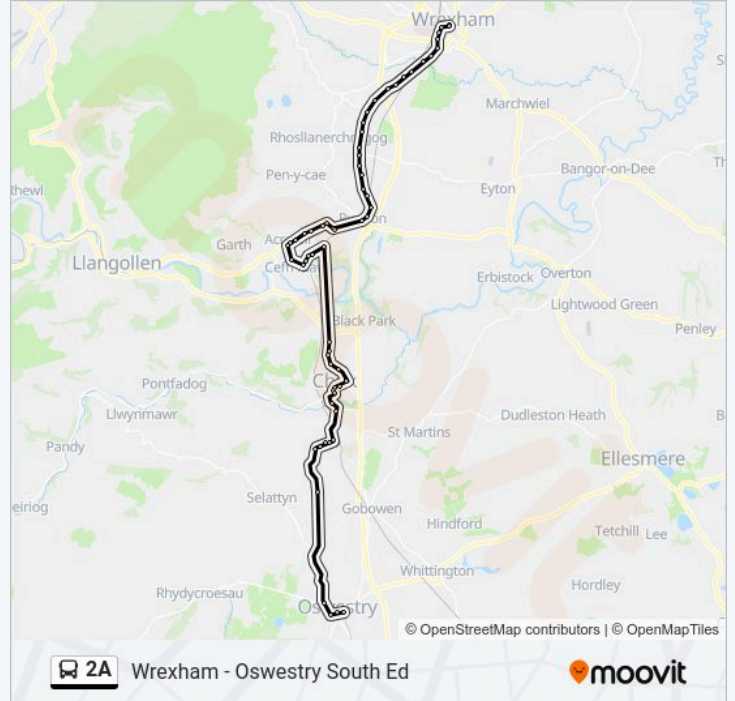 Wrexham
Marchwiel
Bangor-on-Dee
Pen-y-cae
Eyton
Garth
Llangollen
Erbistock
Overton
Lightwood Green
Black Park
Penley
Pontfadog
Llwynmawr
Dudleston Heath
St Martins
Pandy
Ellesmere
Selattyn
Gobowen
Hindford
Tetchill
Lee
Whittington
Hordley
Rhydycroesau
© OpenStreetMap contributors | © OpenMapTiles
2A Wrexham - Oswestry South Ed
moovit